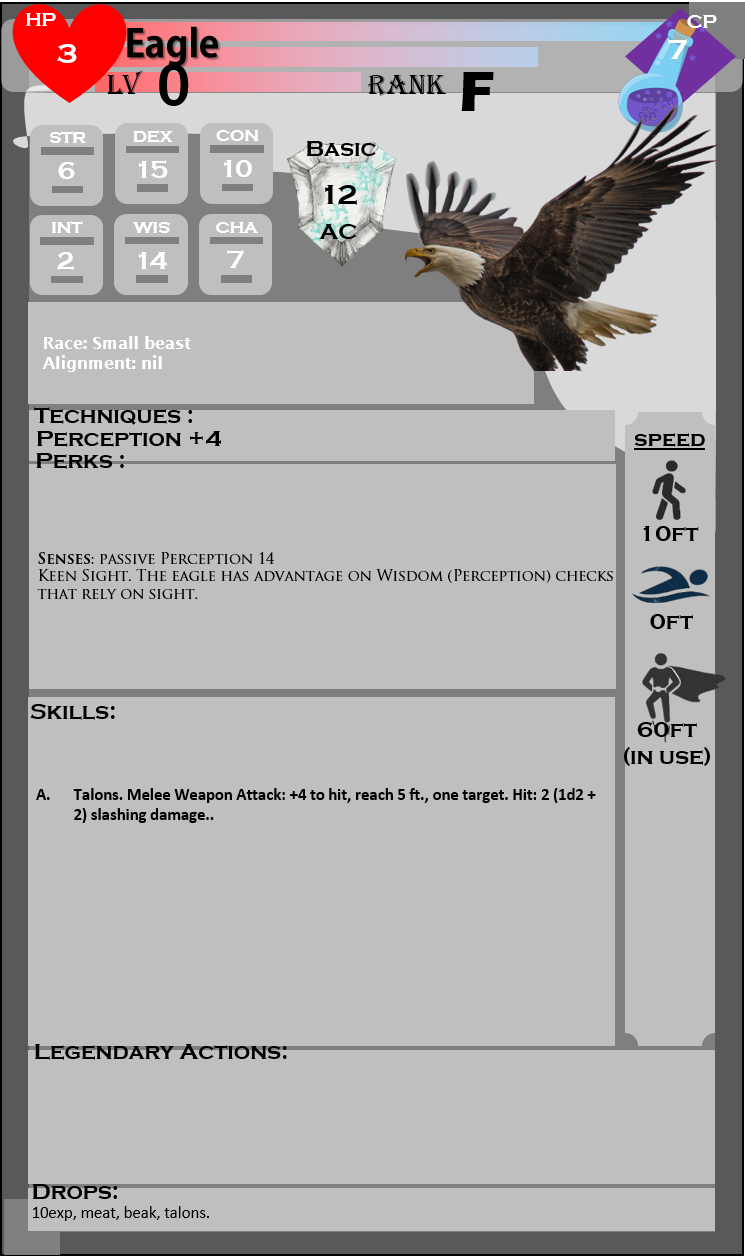 HP
3
Eagle
CP
7
LV 0
RANK F
STR
6
DEX
15
CON
10
INT
2
WIS
14
CHA
7
BASIC
12
AC
Race: Small beast
Alignment: nil
TECHNIQUES :
PERCEPTION +4
PERKS :
SENSES: PASSIVE PERCEPTION 14
KEEN SIGHT. THE EAGLE HAS ADVANTAGE ON WISDOM (PERCEPTION) CHECKS
THAT RELY ON SIGHT.
SPEED
10FT
0FT
60FT
(IN USE)
SKILLS:
A. Talons. Melee Weapon Attack: +4 to hit, reach 5 ft., one target. Hit: 2 (1d2 +
2) slashing damage..
LEGENDARY ACTIONS:
DROPS:
10exp, meat, beak, talons.